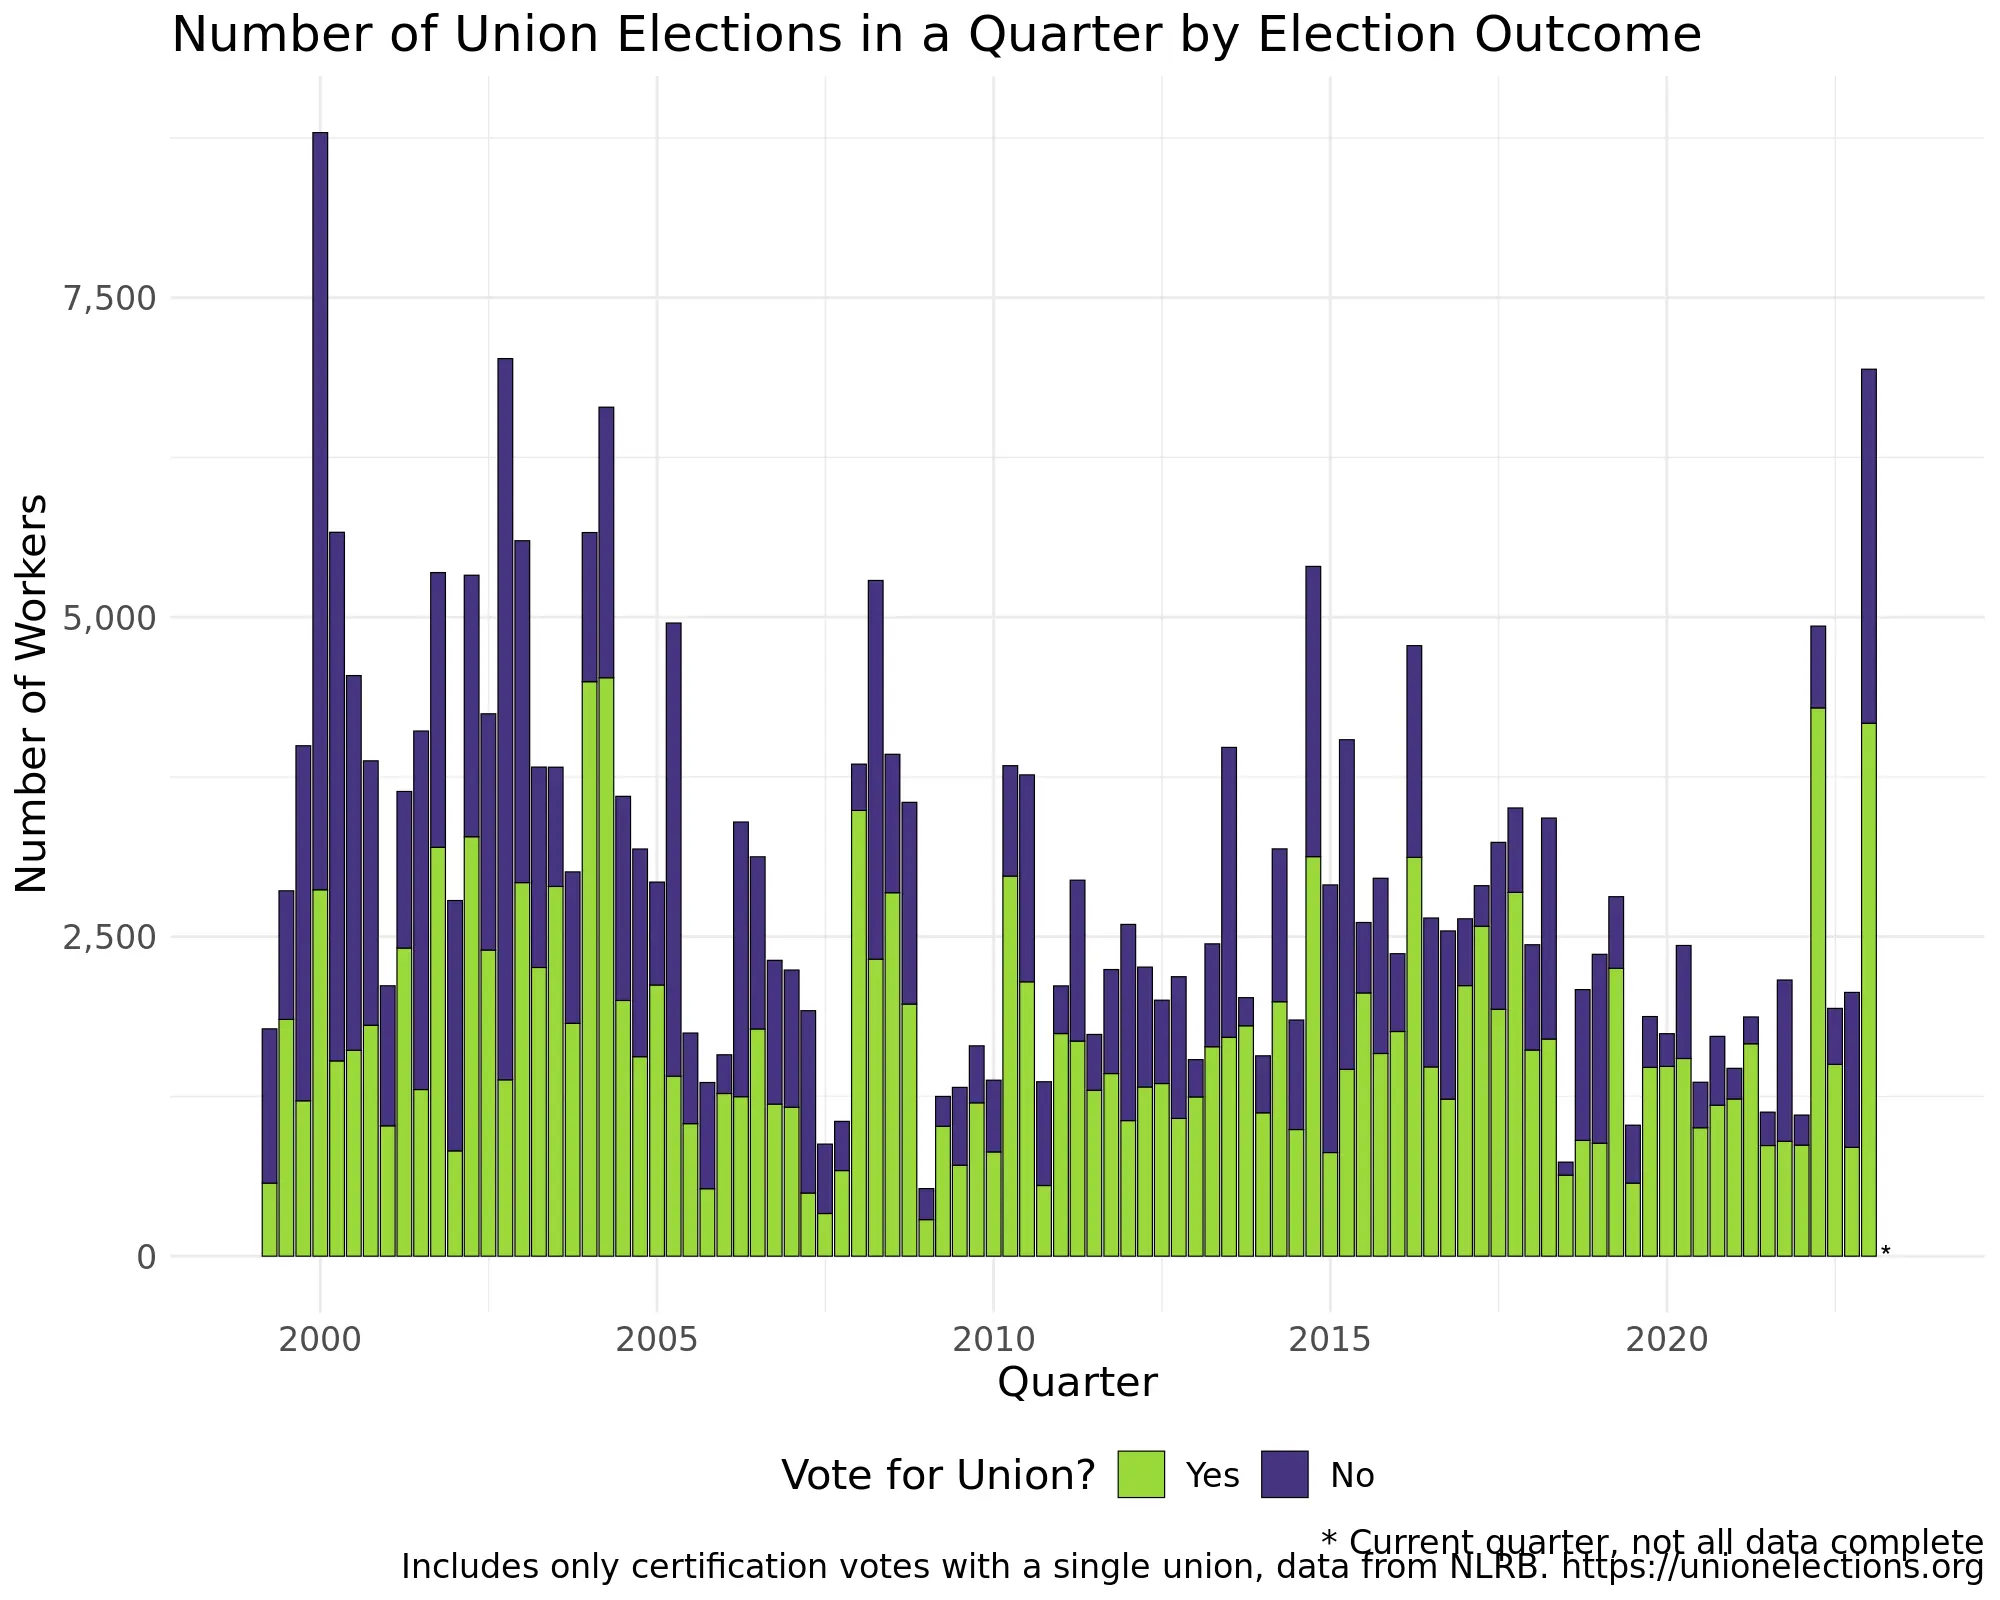 Number of Union Elections in a Quarter by Election Outcome
Number of Workers
7,500
5,000
2,500
0
*
2000 2005 2010 2015 2020
Quarter
Vote for Union? Yes No
* Current quarter, not all data complete
Includes only certification votes with a single union, data from NLRB. https://unionelections.org